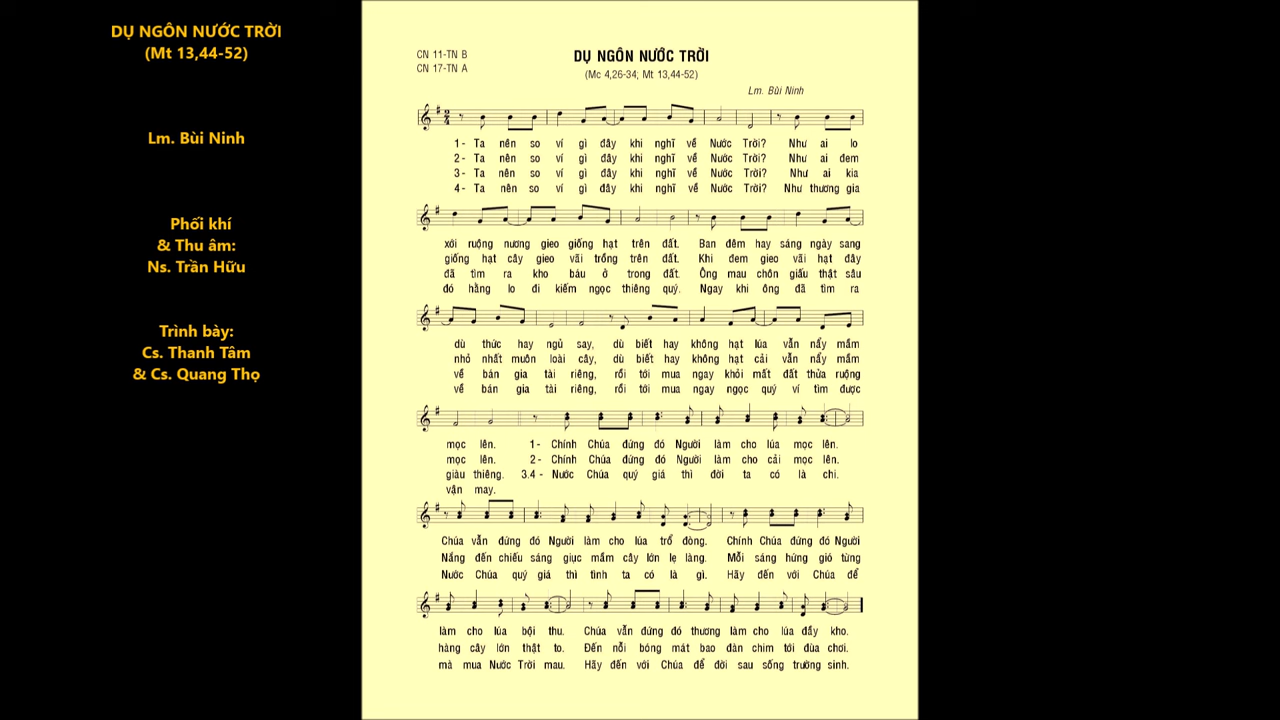 DỤ NGÔN NƯỚC TRỜI
(Mt 13,44-52)
Lm. Bùi Ninh
Phối khí
& Thu âm:
Ns. Trần Hữu
Trình bày:
Cs. Thanh Tâm
& Cs. Quang Thọ
CN 11-TN B
CN 17-TN A
DỤ NGÔN NƯỚC TRỜI
(Mc 4,26-34; Mt 13,44-52)
Lm. Bùi Ninh
2
4
1- Ta nên so ví gì đây khi nghĩ về Nước Trời? Như ai lo
2- Ta nên so ví gì đây khi nghĩ về Nước Trời? Như ai đem
3- Ta nên so ví gì đây khi nghĩ về Nước Trời? Như ai kia
4- Ta nên so ví gì đây khi nghĩ về Nước Trời? Như thương gia
xới ruộng nương gieo giống hạt trên đất. Ban đêm hay sáng ngày sang
giống hạt cây gieo vãi trồng trên đất. Khi đem gieo vãi hạt đây
đã tìm ra kho báu ở trong đất. Ông mau chôn giấu thật sâu
đó hằng lo đi kiếm ngọc thiêng quý. Ngay khi ông đã tìm ra
dù thức hay ngủ say, dù biết hay không hạt lúa vẫn nẩy mầm
nhỏ nhất muôn loài cây, dù biết hay không hạt cải vẫn nẩy mầm
về bán gia tài riêng, rồi tới mua ngay khỏi mất đất thửa ruộng
về bán gia tài riêng, rồi tới mua ngay ngọc quý ví tìm được
mọc lên. 1- Chính Chúa đứng đó Người làm cho lúa mọc lên.
mọc lên. 2- Chính Chúa đứng đó Người làm cho cải mọc lên.
giàu thiêng. 3.4- Nước Chúa quý giá thì đời ta có là chi.
vận may.
Chúa vẫn đứng đó Người làm cho lúa trổ đòng. Chính Chúa đứng đó Người
Nắng đến chiếu sáng giục mầm cây lớn lẹ làng. Mỗi sáng hứng gió từng
Nước Chúa quý giá thì tình ta có là gì. Hãy đến với Chúa để
làm cho lúa bội thu. Chúa vẫn đứng đó thương làm cho lúa đầy kho.
hàng cây lớn thật to. Đến nỗi bóng mát bao đàn chim tới đùa chơi.
mà mua Nước Trời mau. Hãy đến với Chúa để đời sau sống trường sinh.